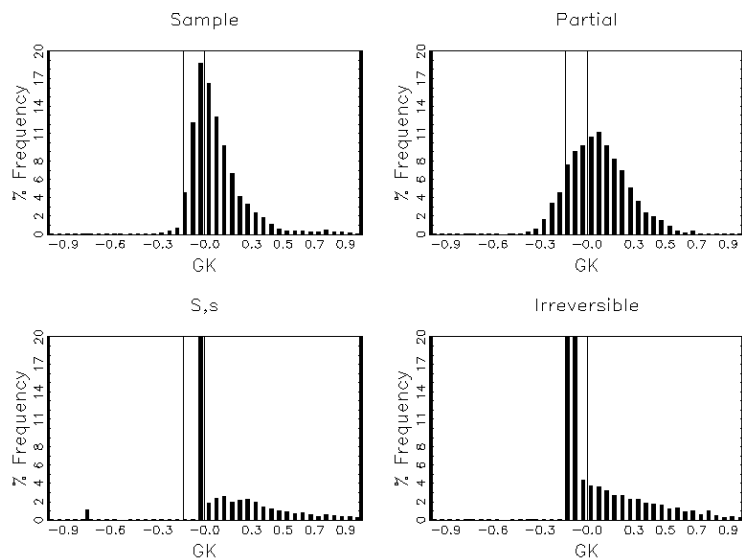 Sample
Partial
% Frequency
0 2 4 6 8 11 14 17 20
-0.9 -0.6 -0.3 -0.0 0.3 0.5 0.7 0.9
GK
% Frequency
0 2 4 6 8 11 14 17 20
-0.9 -0.6 -0.3 -0.0 0.3 0.5 0.7 0.9
GK
S,s
Irreversible
% Frequency
0 2 4 6 8 11 14 17 20
-0.9 -0.6 -0.3 -0.0 0.3 0.5 0.7 0.9
GK
% Frequency
0 2 4 6 8 11 14 17 20
-0.9 -0.6 -0.3 -0.0 0.3 0.5 0.7 0.9
GK